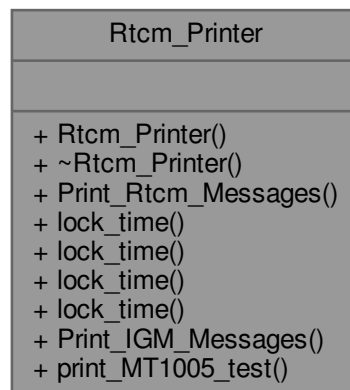 Rtcm_Printer
+ Rtcm_Printer()
+ ~Rtcm_Printer()
+ Print_Rtcm_Messages()
+ lock_time()
+ lock_time()
+ lock_time()
+ lock_time()
+ Print_IGM_Messages()
+ print_MT1005_test()